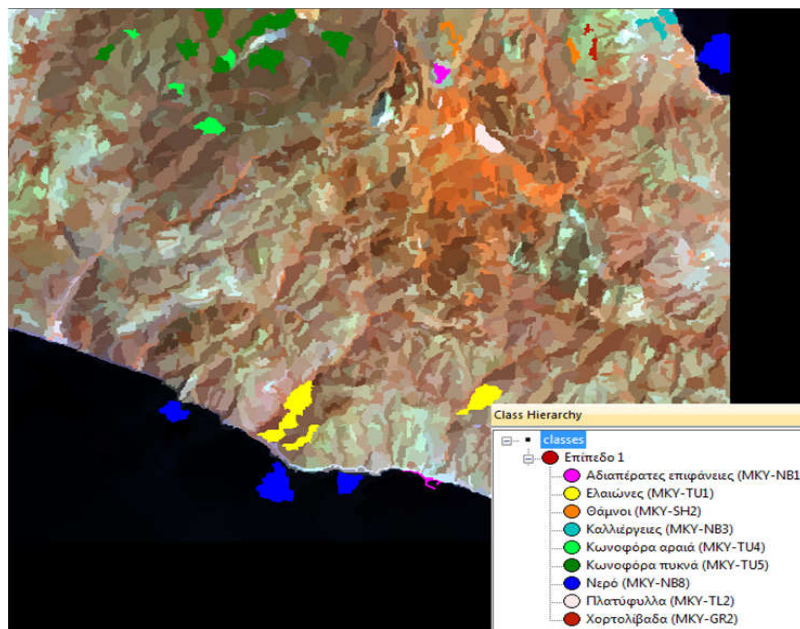 Class Hierarchy
classes
Επίπεδο 1
Αδιαπέρατες επιφάνειες (MKY-NB1
Ελαιώνες (MKY-TU1)
Θάμνοι (MKY-SH2)
Καλλιέργειες (MKY-NB3)
Κωνοφόρα αραιά (MKY-TU4)
Κωνοφόρα πυκνά (MKY-TU5)
Νερό (MKY-NB8)
Πλατύφυλλα (MKY-TL2)
Χορτολίβαδα (MKY-GR2)